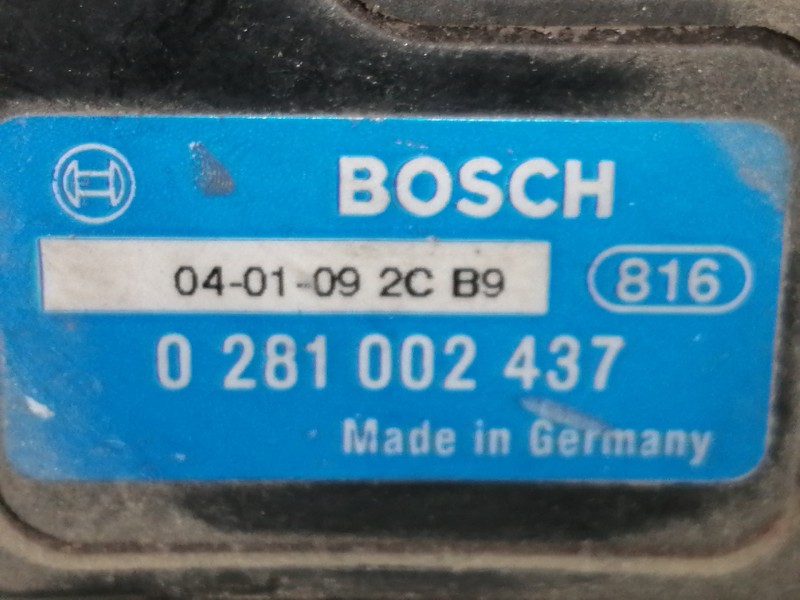 BOSCH
04-01-09 2C B9
816
0 281 002 437
Made in Germany